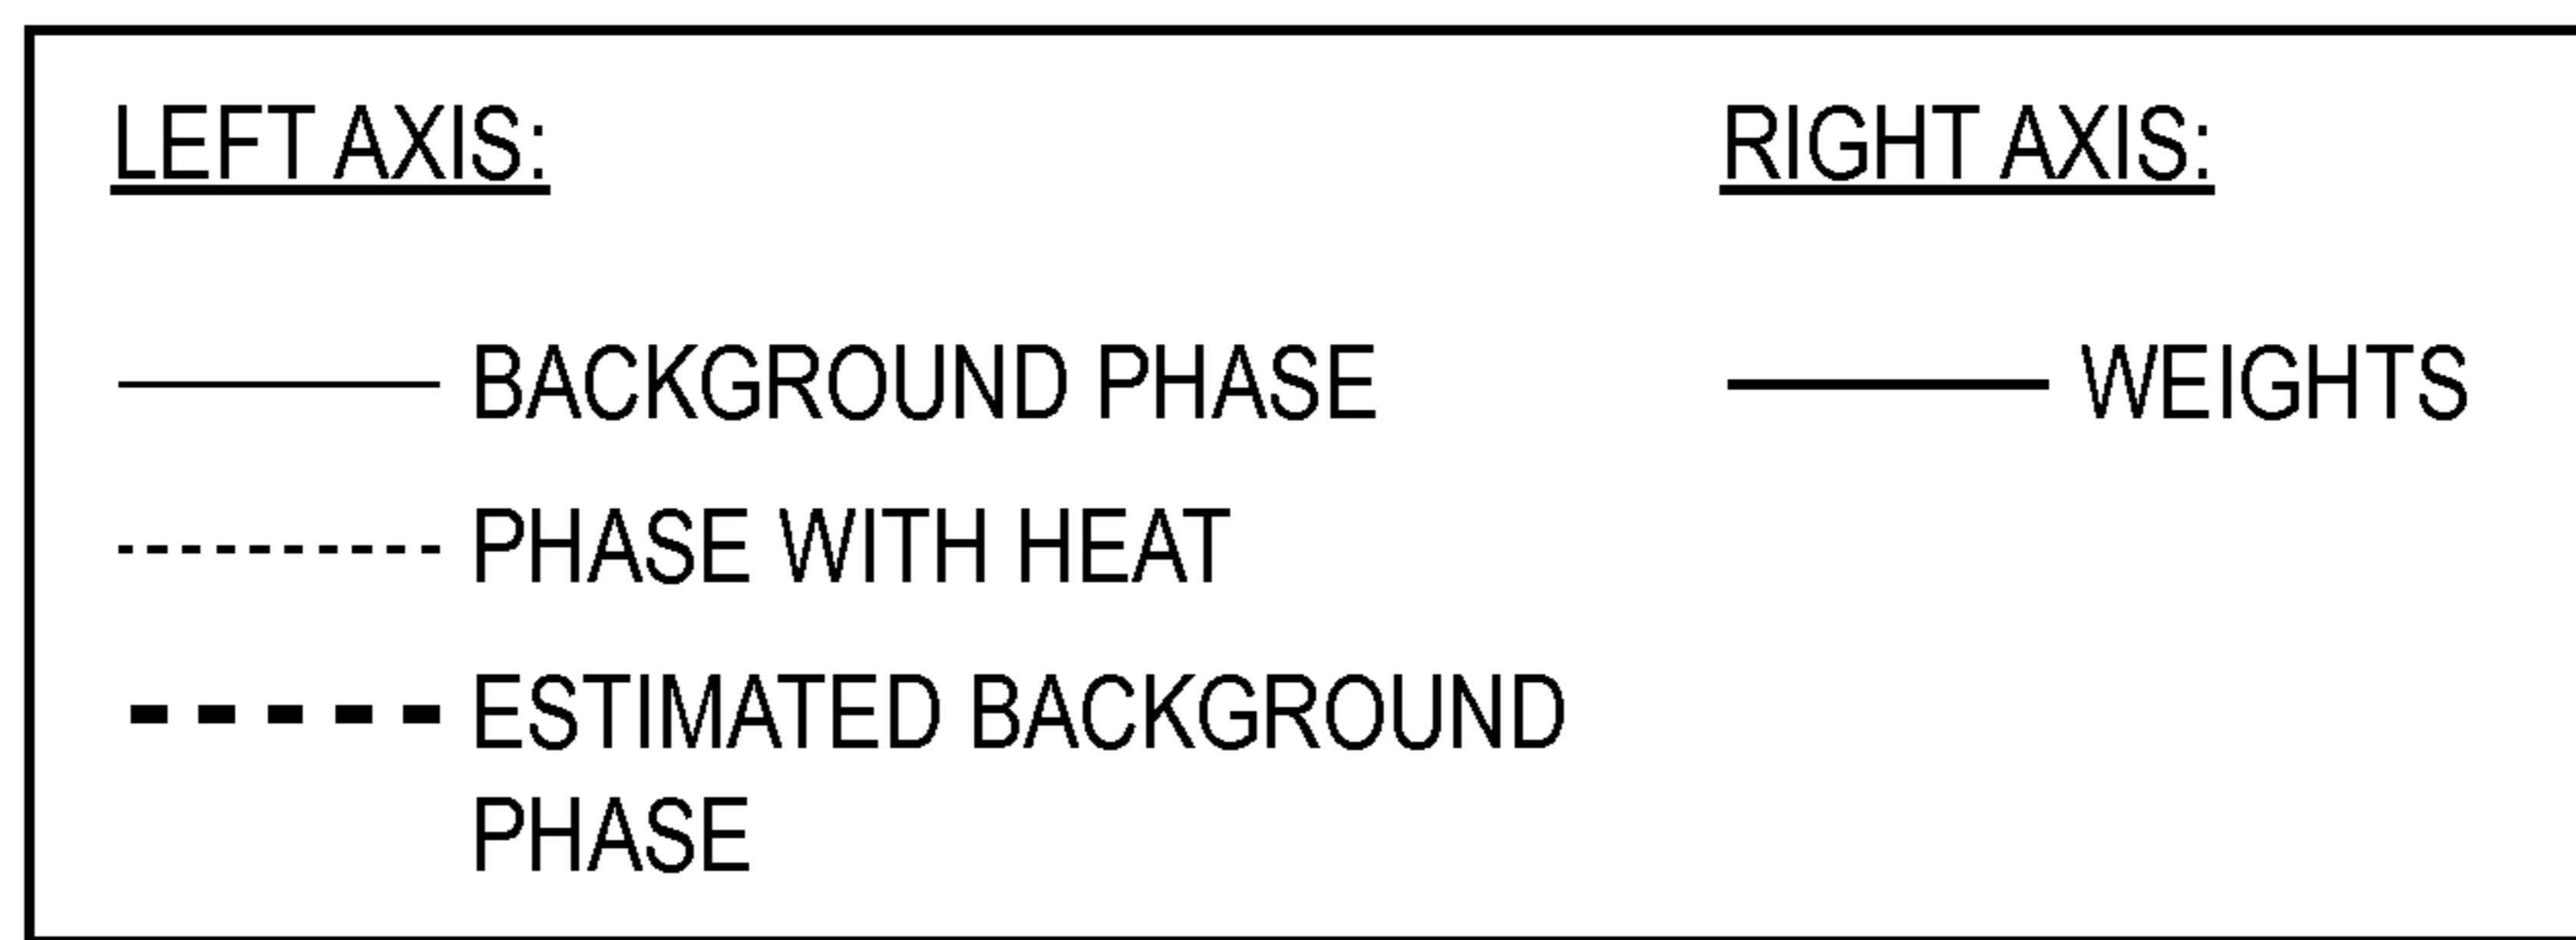 LEFT AXIS:
BACKGROUND PHASE
PHASE WITH HEAT
ESTIMATED BACKGROUND
PHASE
RIGHT AXIS:
WEIGHTS